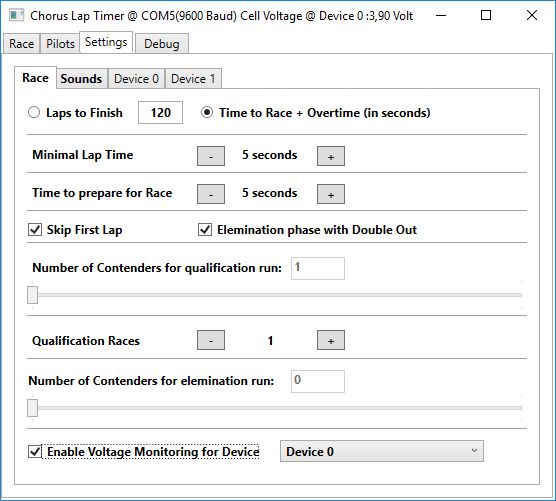 Chorus Lap Timer @ COM5(9600 Baud) Cell Voltage @ Device 0 :3,90 Volt
Race Pilots Settings Debug
Race Sounds Device 0 Device 1
Laps to Finish 120 Time to Race + Overtime (in seconds)
Minimal Lap Time - 5 seconds +
Time to prepare for Race - 5 seconds +
Skip First Lap Elemination phase with Double Out
Number of Contenders for qualification run: 1
Qualification Races - 1 +
Number of Contenders for elemination run: 0
Enable Voltage Monitoring for Device Device 0